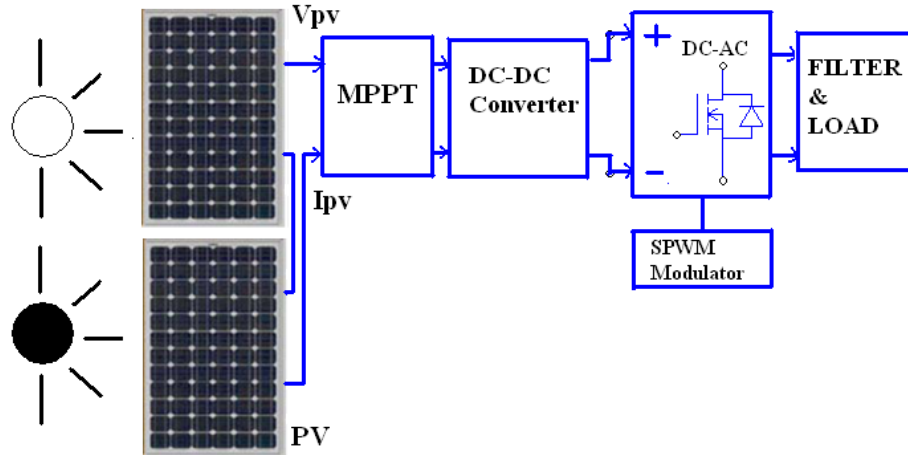 Vpv
MPPT
DC-DC
Converter
+
DC-AC
-
FILTER
&
LOAD
Ipv
SPWM
Modulator
PV